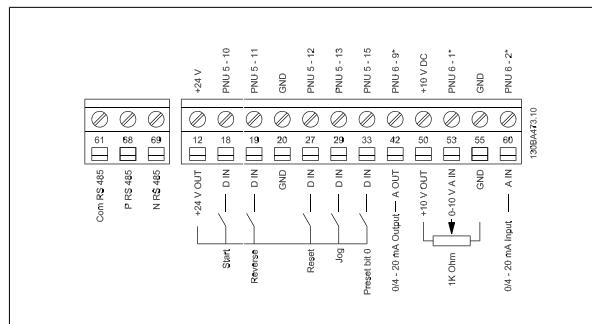 +24 V
PNU 5 - 10
PNU 5 - 11
GND
PNU 5 - 12
PNU 5 - 13
PNU 5 - 15
PNU 6 - 9*
+10 V DC
PNU 6 - 1*
GND
PNU 6 - 2*
61
68
69
12
18
19
20
27
29
33
42
50
53
55
60
130BA473.10
Com RS 485
P RS 485
N RS 485
+24 V OUT
D IN
D IN
GND
D IN
D IN
D IN
A OUT
+10 V OUT
0-10 V A IN
GND
A IN
Start
Reverse
Reset
Jog
Preset bit 0
0/4 - 20 mA Output
1K Ohm
0/4 - 20 mA Input